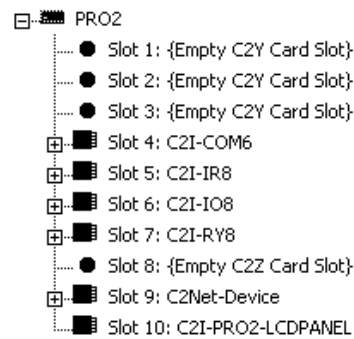 PRO2
Slot 1: {Empty C2Y Card Slot}
Slot 2: {Empty C2Y Card Slot}
Slot 3: {Empty C2Y Card Slot}
Slot 4: C2I-COM6
Slot 5: C2I-IR8
Slot 6: C2I-IO8
Slot 7: C2I-RY8
Slot 8: {Empty C2Z Card Slot}
Slot 9: C2Net-Device
Slot 10: C2I-PRO2-LCDPANEL